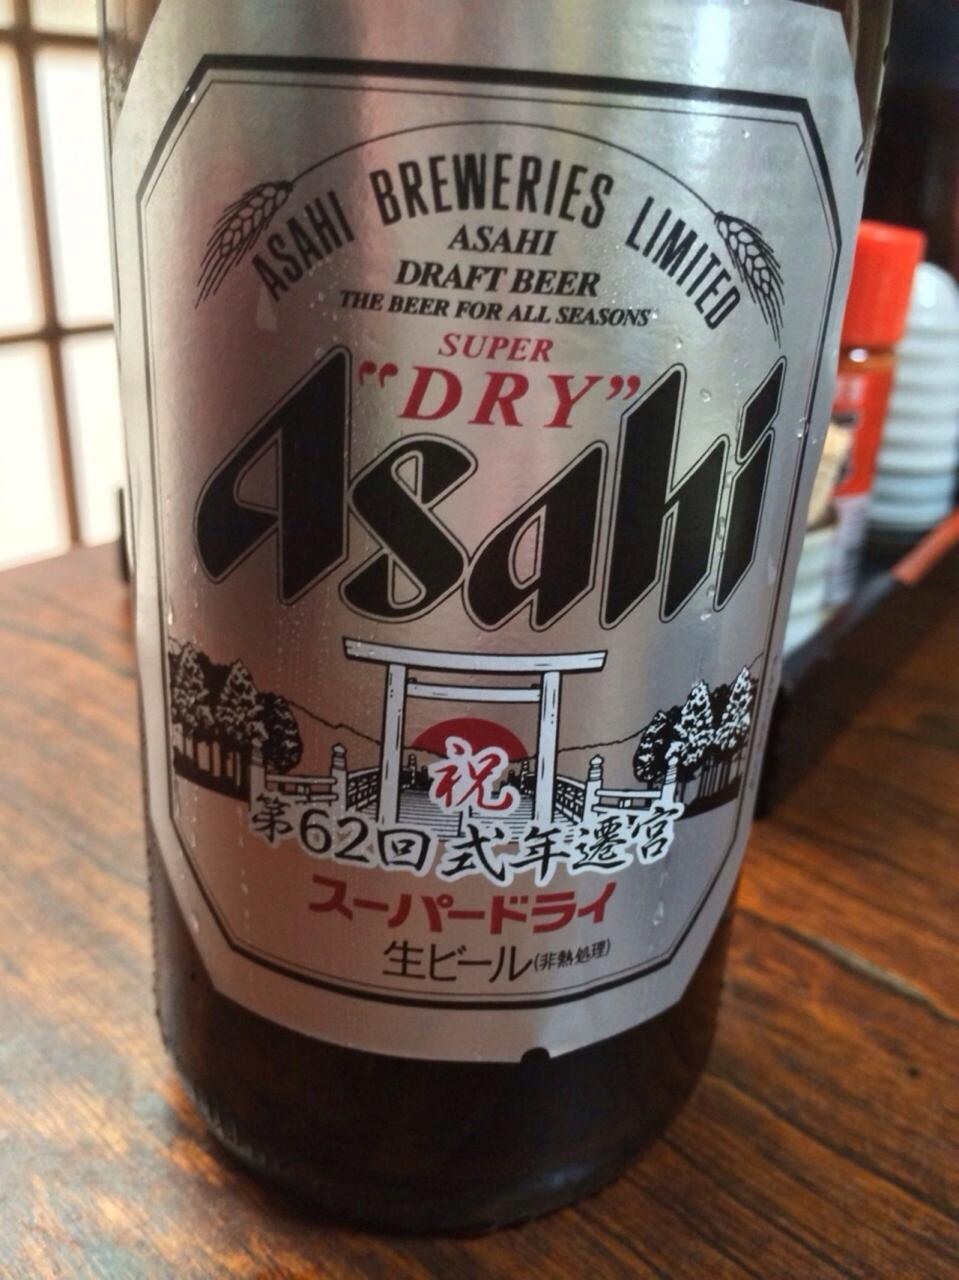 ASAHI BREWERIES LIMITED
ASAHI
DRAFT BEER
THE BEER FOR ALL SEASONS
SUPER
“DRY”
Asahi
祝
第62回式年遷宮
スーパードライ
生ビール(非熱処理)